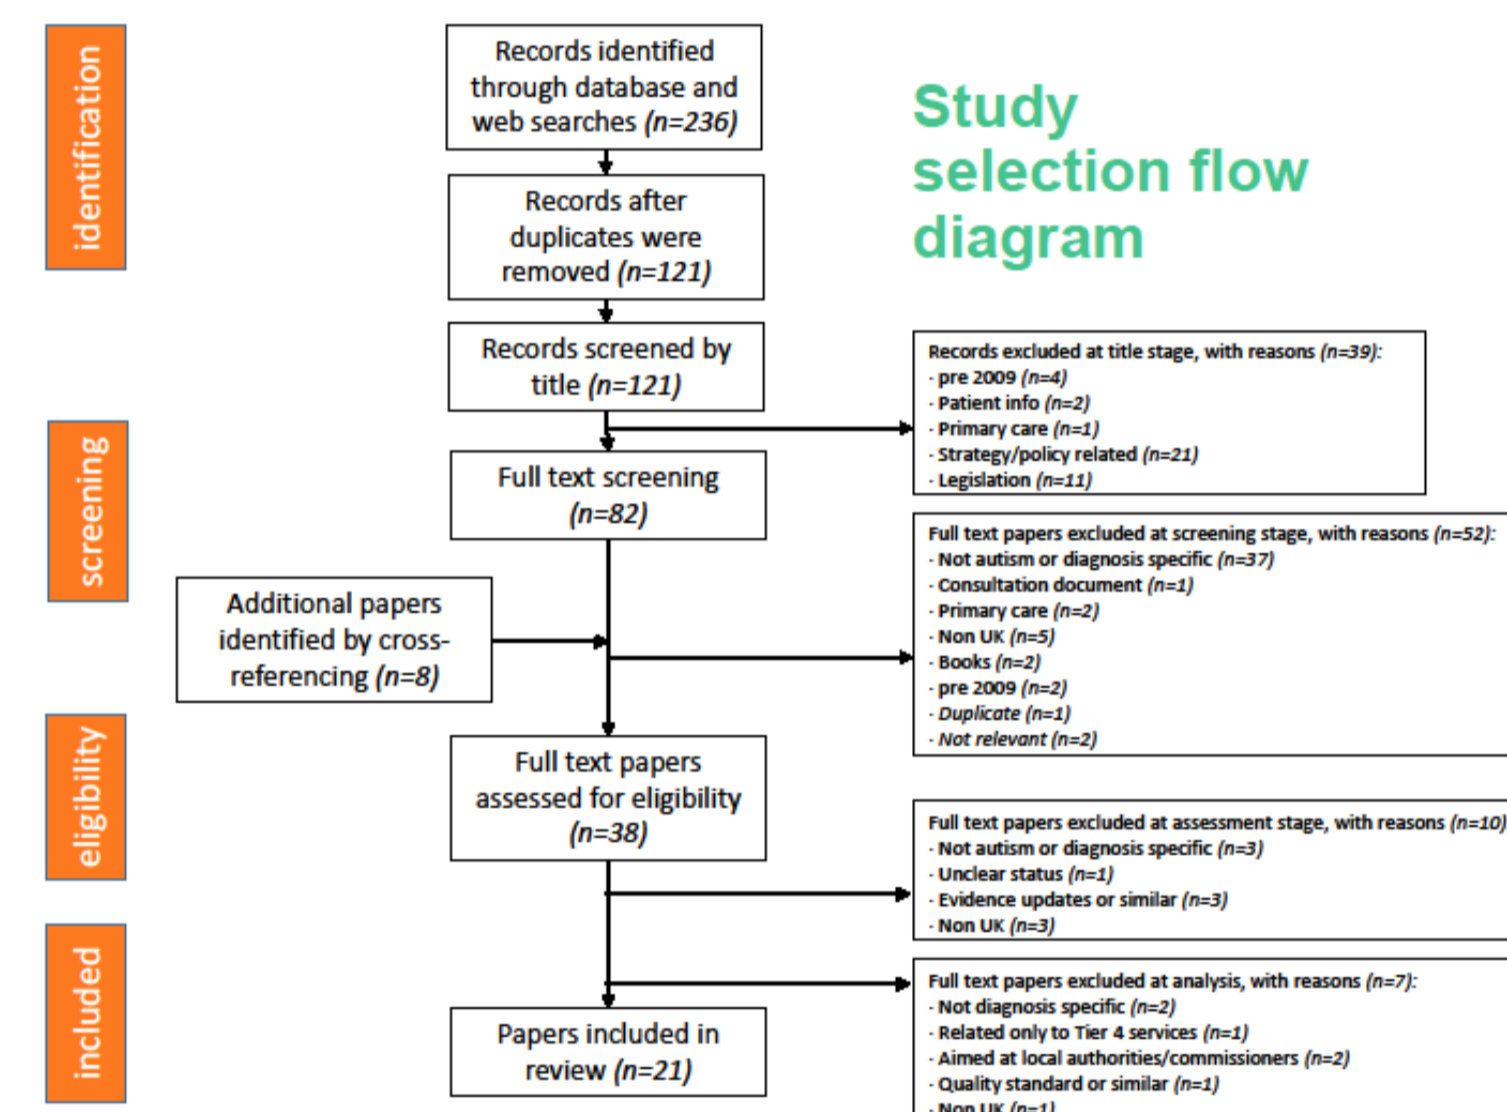 identification
Records identified
through database and
web searches (n=236)
Study
selection flow
diagram
Records after
duplicates were
removed (n=121)
Records screened by
title (n=121)
Records excluded at title stage, with reasons (n=39):
· pre 2009 (n=4)
· Patient info (n=2)
· Primary care (n=1)
· Strategy/policy related (n=21)
· Legislation (n=11)
screening
Full text screening
(n=82)
Full text papers excluded at screening stage, with reasons (n=52):
· Not autism or diagnosis specific (n=37)
· Consultation document (n=1)
· Primary care (n=2)
· Non UK (n=5)
· Books (n=2)
· pre 2009 (n=2)
· Duplicate (n=1)
· Not relevant (n=2)
Additional papers
identified by cross-
referencing (n=8)
eligibility
Full text papers
assessed for eligibility
(n=38)
Full text papers excluded at assessment stage, with reasons (n=10)
· Not autism or diagnosis specific (n=3)
· Unclear status (n=1)
· Evidence updates or similar (n=3)
· Non UK (n=3)
included
Papers included in
review (n=21)
Full text papers excluded at analysis, with reasons (n=7):
· Not diagnosis specific (n=2)
· Related only to Tier 4 services (n=1)
· Aimed at local authorities/commissioners (n=2)
· Quality standard or similar (n=1)
· Non UK (n=1)